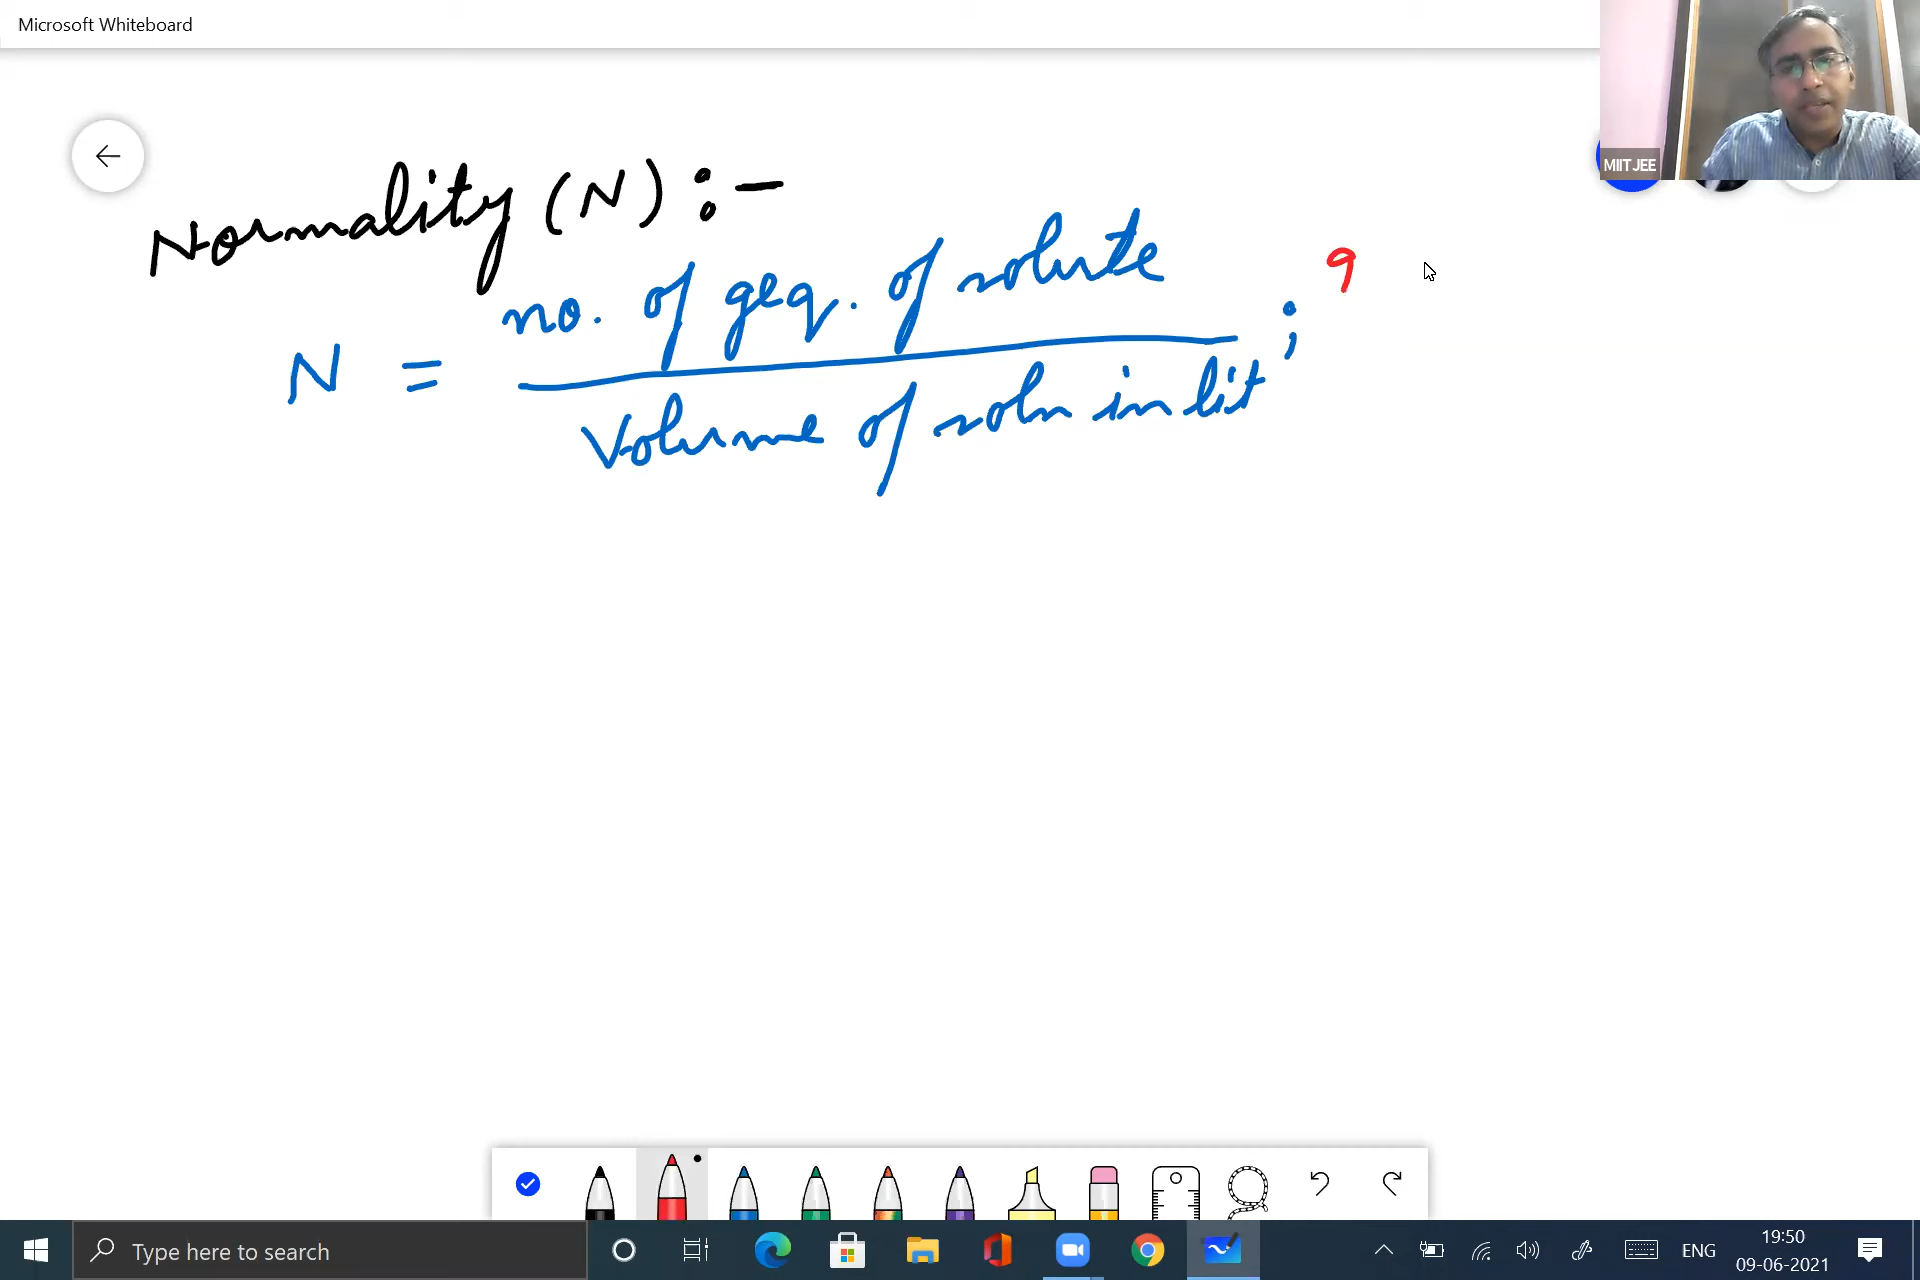 Microsoft Whiteboard
MIIT JEE
Normality (N) :-
N = no. of geq. of solute ; 9
Volume of soln in lit
Type here to search
ENG
19:50
09-06-2021